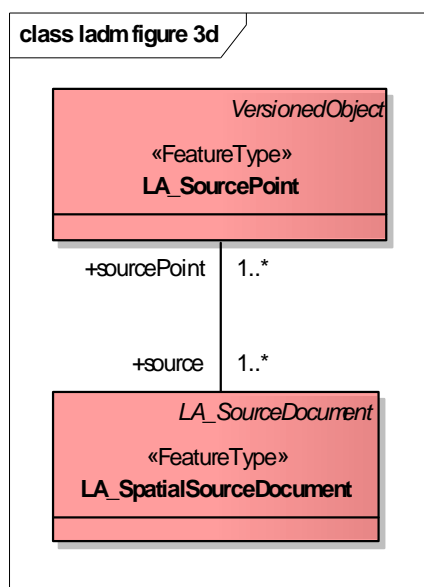 class ladm figure 3d
VersionedObject
«FeatureType»
LA_SourcePoint
+sourcePoint 1..*
+source 1..*
LA_SourceDocument
«FeatureType»
LA_SpatialSourceDocument